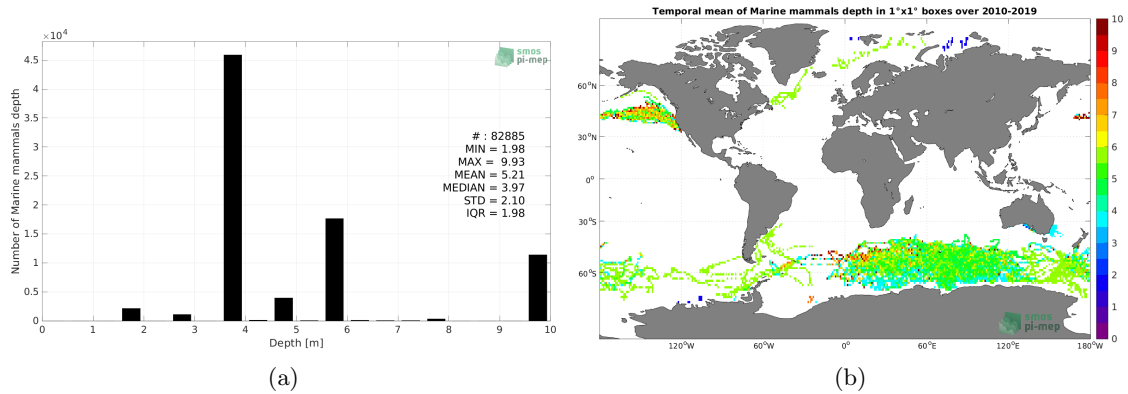 ×10⁴
4.5
4
3.5
3
2.5
2
1.5
1
0.5
0
Number of Marine mammals depth
smos
pi-mep
# : 82885
MIN = 1.98
MAX = 9.93
MEAN = 5.21
MEDIAN = 3.97
STD = 2.10
IQR = 1.98
0 1 2 3 4 5 6 7 8 9 10
Depth [m]
(a)
Temporal mean of Marine mammals depth in 1°x1° boxes over 2010-2019
60°N
30°N
0°
30°S
60°S
120°W 60°W 0° 60°E 120°E 180°W
smos
pi-mep
10
9
8
7
6
5
4
3
2
1
0
(b)